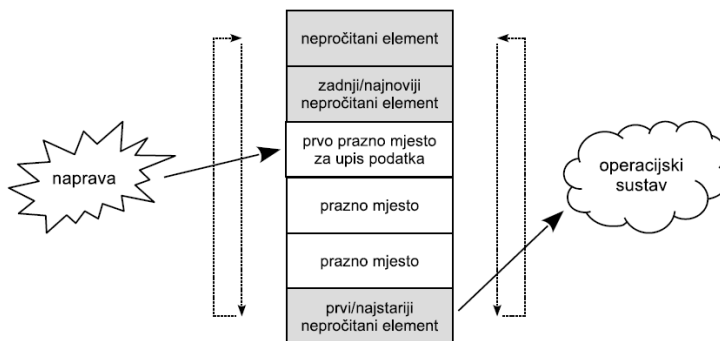 nepročitani element
zadnji/najnoviji
nepročitani element
prvo prazno mjesto
za upis podatka
naprava
operacijski
sustav
prazno mjesto
prazno mjesto
prvi/najstariji
nepročitani element